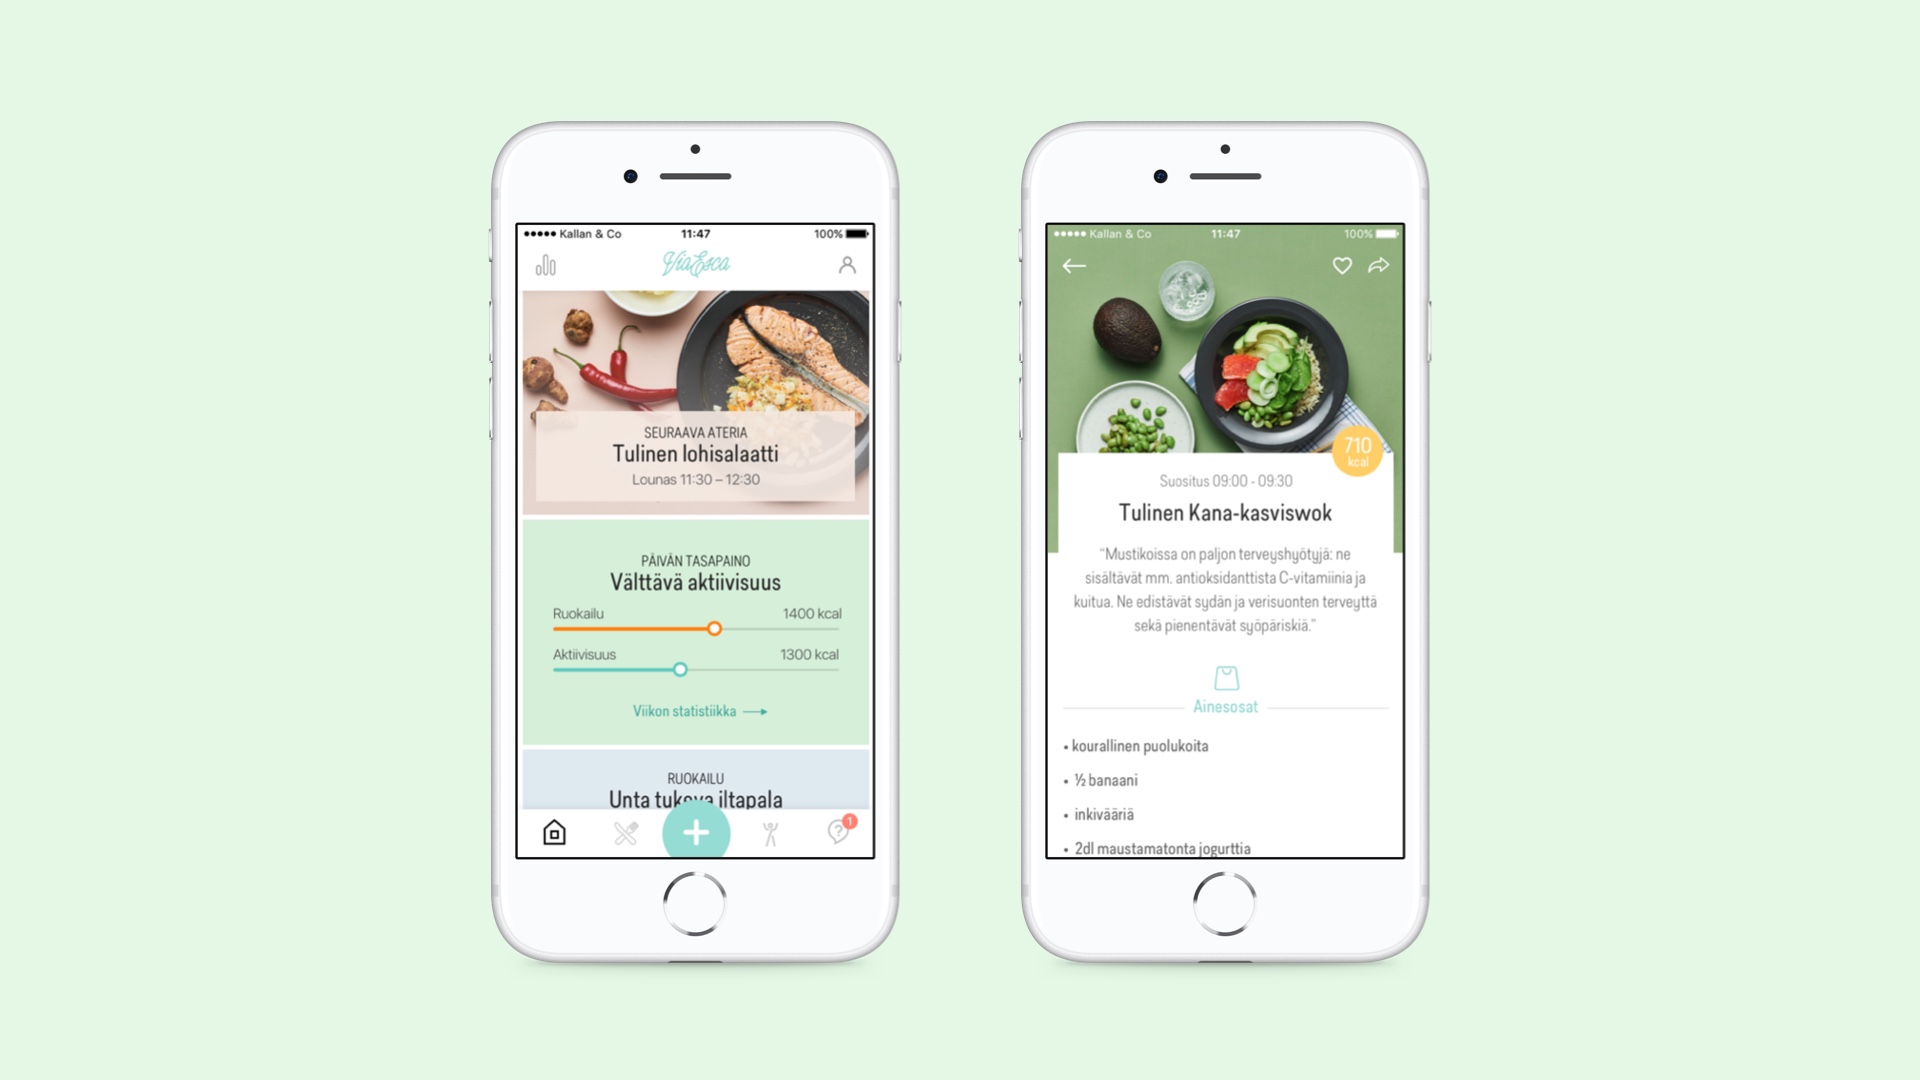 Kallan & Co 11:47 100%
ViaEsca
SEURAAVA ATERIA
Tulinen lohisalaatti
Lounas 11:30 – 12:30
PÄIVÄN TASAPAINO
Välttävä aktiivisuus
Ruokailu 1400 kcal
Aktiivisuus 1300 kcal
Viikon statistiikka
RUOKAILU
Unta tukeva iltapala
1
Kallan & Co 11:47 100%
710
kcal
Suositus 09:00 - 09:30
Tulinen Kana-kasviswok
“Mustikoissa on paljon terveyshyötyjä: ne
sisältävät mm. antioksidanttista C-vitamiinia ja
kuitua. Ne edistävät sydän ja verisuonten terveyttä
sekä pienentävät syöpäriskiä.”
Ainesosat
• kourallinen puolukoita
• ½ banaani
• inkivääriä
• 2dl maustamatonta jogurttia